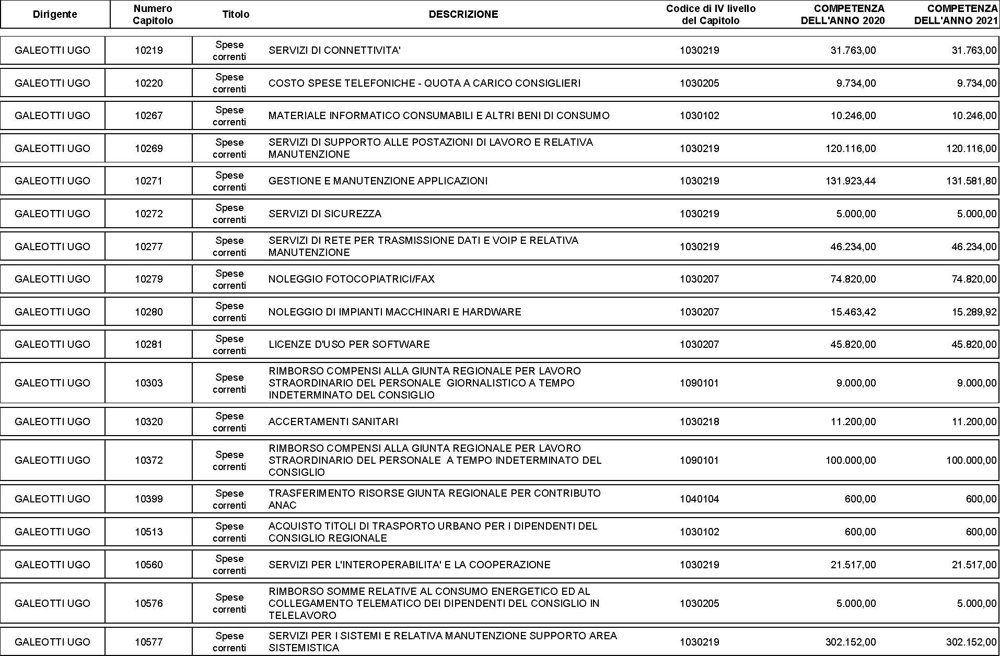 Dirigente Numero Capitolo Titolo DESCRIZIONE Codice di IV livello del Capitolo COMPETENZA DELL'ANNO 2020 COMPETENZA DELL'ANNO 2021
GALEOTTI UGO 10219 Spese correnti SERVIZI DI CONNETTIVITA' 1030219 31.763,00 31.763,00
GALEOTTI UGO 10220 Spese correnti COSTO SPESE TELEFONICHE - QUOTA A CARICO CONSIGLIERI 1030205 9.734,00 9.734,00
GALEOTTI UGO 10267 Spese correnti MATERIALE INFORMATICO CONSUMABILI E ALTRI BENI DI CONSUMO 1030102 10.246,00 10.246,00
GALEOTTI UGO 10269 Spese correnti SERVIZI DI SUPPORTO ALLE POSTAZIONI DI LAVORO E RELATIVA MANUTENZIONE 1030219 120.116,00 120.116,00
GALEOTTI UGO 10271 Spese correnti GESTIONE E MANUTENZIONE APPLICAZIONI 1030219 131.923,44 131.581,80
GALEOTTI UGO 10272 Spese correnti SERVIZI DI SICUREZZA 1030219 5.000,00 5.000,00
GALEOTTI UGO 10277 Spese correnti SERVIZI DI RETE PER TRASMISSIONE DATI E VOIP E RELATIVA MANUTENZIONE 1030219 46.234,00 46.234,00
GALEOTTI UGO 10279 Spese correnti NOLEGGIO FOTOCOPIATRICI/FAX 1030207 74.820,00 74.820,00
GALEOTTI UGO 10280 Spese correnti NOLEGGIO DI IMPIANTI MACCHINARI E HARDWARE 1030207 15.463,42 15.289,92
GALEOTTI UGO 10281 Spese correnti LICENZE D'USO PER SOFTWARE 1030207 45.820,00 45.820,00
GALEOTTI UGO 10303 Spese correnti RIMBORSO COMPENSI ALLA GIUNTA REGIONALE PER LAVORO STRAORDINARIO DEL PERSONALE GIORNALISTICO A TEMPO INDETERMINATO DEL CONSIGLIO 1090101 9.000,00 9.000,00
GALEOTTI UGO 10320 Spese correnti ACCERTAMENTI SANITARI 1030218 11.200,00 11.200,00
GALEOTTI UGO 10372 Spese correnti RIMBORSO COMPENSI ALLA GIUNTA REGIONALE PER LAVORO STRAORDINARIO DEL PERSONALE A TEMPO INDETERMINATO DEL CONSIGLIO 1090101 100.000,00 100.000,00
GALEOTTI UGO 10399 Spese correnti TRASFERIMENTO RISORSE GIUNTA REGIONALE PER CONTRIBUTO ANAC 1040104 600,00 600,00
GALEOTTI UGO 10513 Spese correnti ACQUISTO TITOLI DI TRASPORTO URBANO PER I DIPENDENTI DEL CONSIGLIO REGIONALE 1030102 600,00 600,00
GALEOTTI UGO 10560 Spese correnti SERVIZI PER L'INTEROPERABILITA' E LA COOPERAZIONE 1030219 21.517,00 21.517,00
GALEOTTI UGO 10576 Spese correnti RIMBORSO SOMME RELATIVE AL CONSUMO ENERGETICO ED AL COLLEGAMENTO TELEMATICO DEI DIPENDENTI DEL CONSIGLIO IN TELELAVORO 1030205 5.000,00 5.000,00
GALEOTTI UGO 10577 Spese correnti SERVIZI PER I SISTEMI E RELATIVA MANUTENZIONE SUPPORTO AREA SISTEMISTICA 1030219 302.152,00 302.152,00